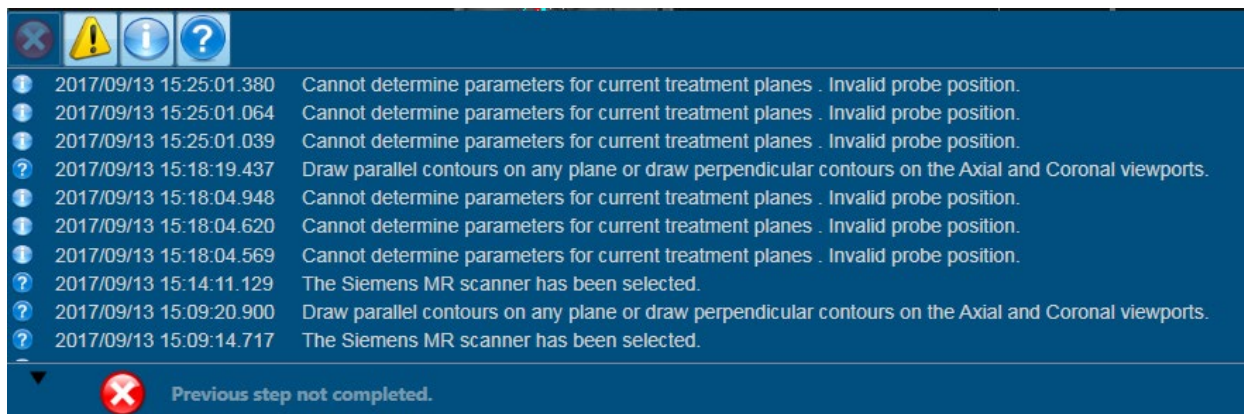 2017/09/13 15:25:01.380 Cannot determine parameters for current treatment planes . Invalid probe position.
2017/09/13 15:25:01.064 Cannot determine parameters for current treatment planes . Invalid probe position.
2017/09/13 15:25:01.039 Cannot determine parameters for current treatment planes . Invalid probe position.
2017/09/13 15:18:19.437 Draw parallel contours on any plane or draw perpendicular contours on the Axial and Coronal viewports.
2017/09/13 15:18:04.948 Cannot determine parameters for current treatment planes . Invalid probe position.
2017/09/13 15:18:04.620 Cannot determine parameters for current treatment planes . Invalid probe position.
2017/09/13 15:18:04.569 Cannot determine parameters for current treatment planes . Invalid probe position.
2017/09/13 15:14:11.129 The Siemens MR scanner has been selected.
2017/09/13 15:09:20.900 Draw parallel contours on any plane or draw perpendicular contours on the Axial and Coronal viewports.
2017/09/13 15:09:14.717 The Siemens MR scanner has been selected.
Previous step not completed.